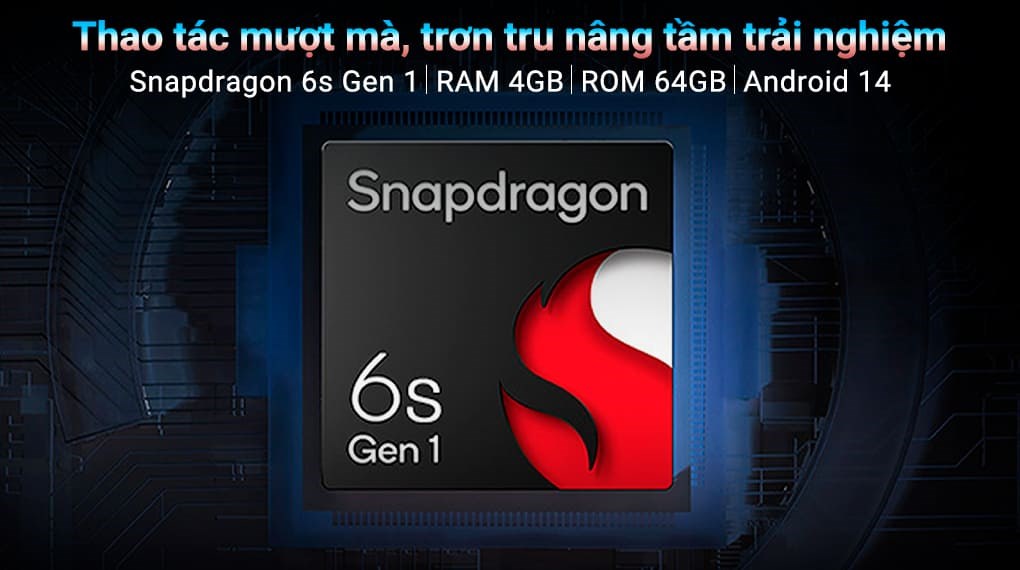 Thao tác mượt mà, trơn tru nâng tầm trải nghiệm
Snapdragon 6s Gen 1 | RAM 4GB | ROM 64GB | Android 14
Snapdragon
6s
Gen 1